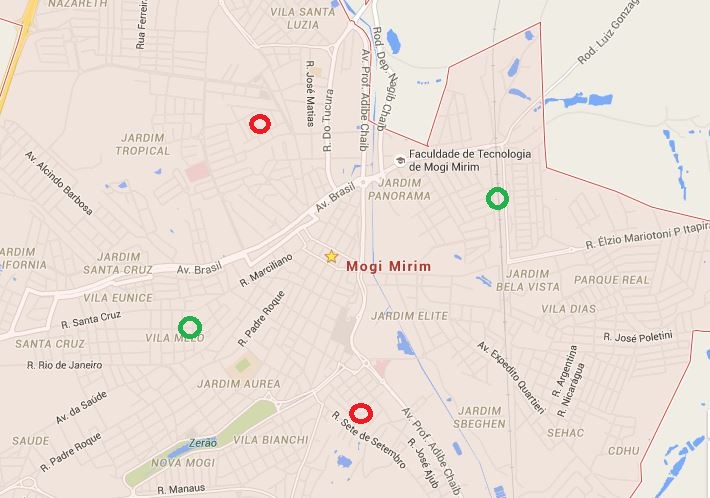 NAZARETH
VILA SANTA
LUZIA
Rua Ferreira
R. José Matias
R. Do Tucura
Av. Prof. Adibe Chaib
Rod. Dep. Nagib Chaib
Rod. Luiz Gonzag
JARDIM
TROPICAL
Av. Alcindo Barbosa
Faculdade de Tecnologia
de Mogi Mirim
Av. Brasil
JARDIM
PANORAMA
R. Élzio Mariotoni P Itapira
ARDIM
IFORNIA
JARDIM
SANTA CRUZ
Av. Brasil
R. Marciliano
Mogi Mirim
JARDIM
BELA VISTA
PARQUE REAL
VILA EUNICE
R. Santa Cruz
R. Padre Roque
VILA DIAS
JARDIM ELITE
SANTA CRUZ
VILA MELO
R. José Poletini
R. Rio de Janeiro
Av. Expedito Quartieri
R. Argentina
R. Nicaragua
JARDIM AUREA
Av. da Saúde
R. Sete de Setembro
Av. Prof. Adibe Chaib
JARDIM
SBEGHEN
SEHAC
SAUDE
R. Padre Roque
Zerão
VILA BIANCHI
R. José Ajub
CDHU
NOVA MOGI
R. Manaus